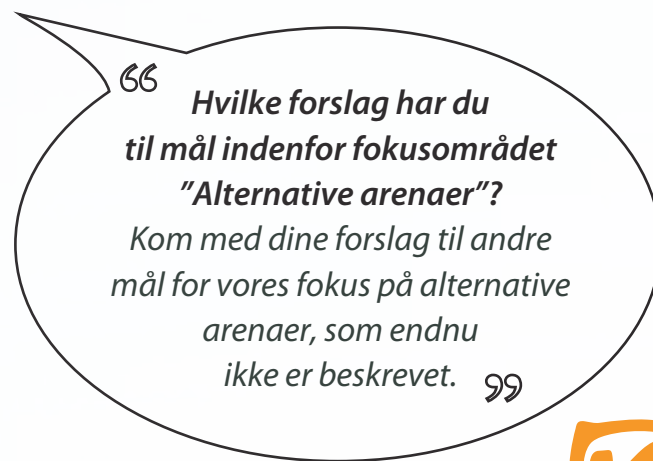 “ Hvilke forslag har du
til mål indenfor fokusområdet
”Alternative arenaer”?
Kom med dine forslag til andre
mål for vores fokus på alternative
arenaer, som endnu
ikke er beskrevet. ”